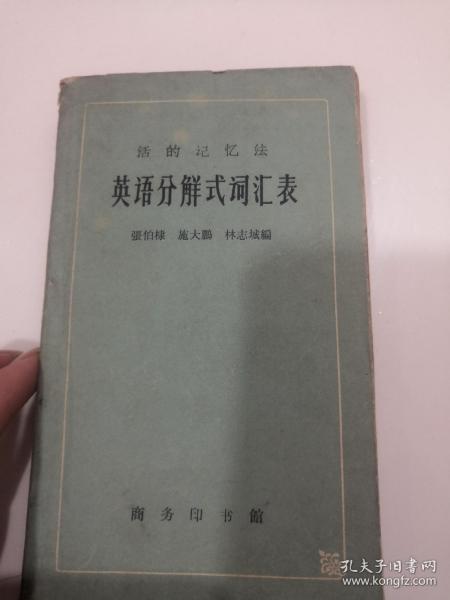 活的记忆法
英语分解式词汇表
張伯棣 施大鵬 林志城編
商务印书館
孔夫子旧书网
www.kongfz.com